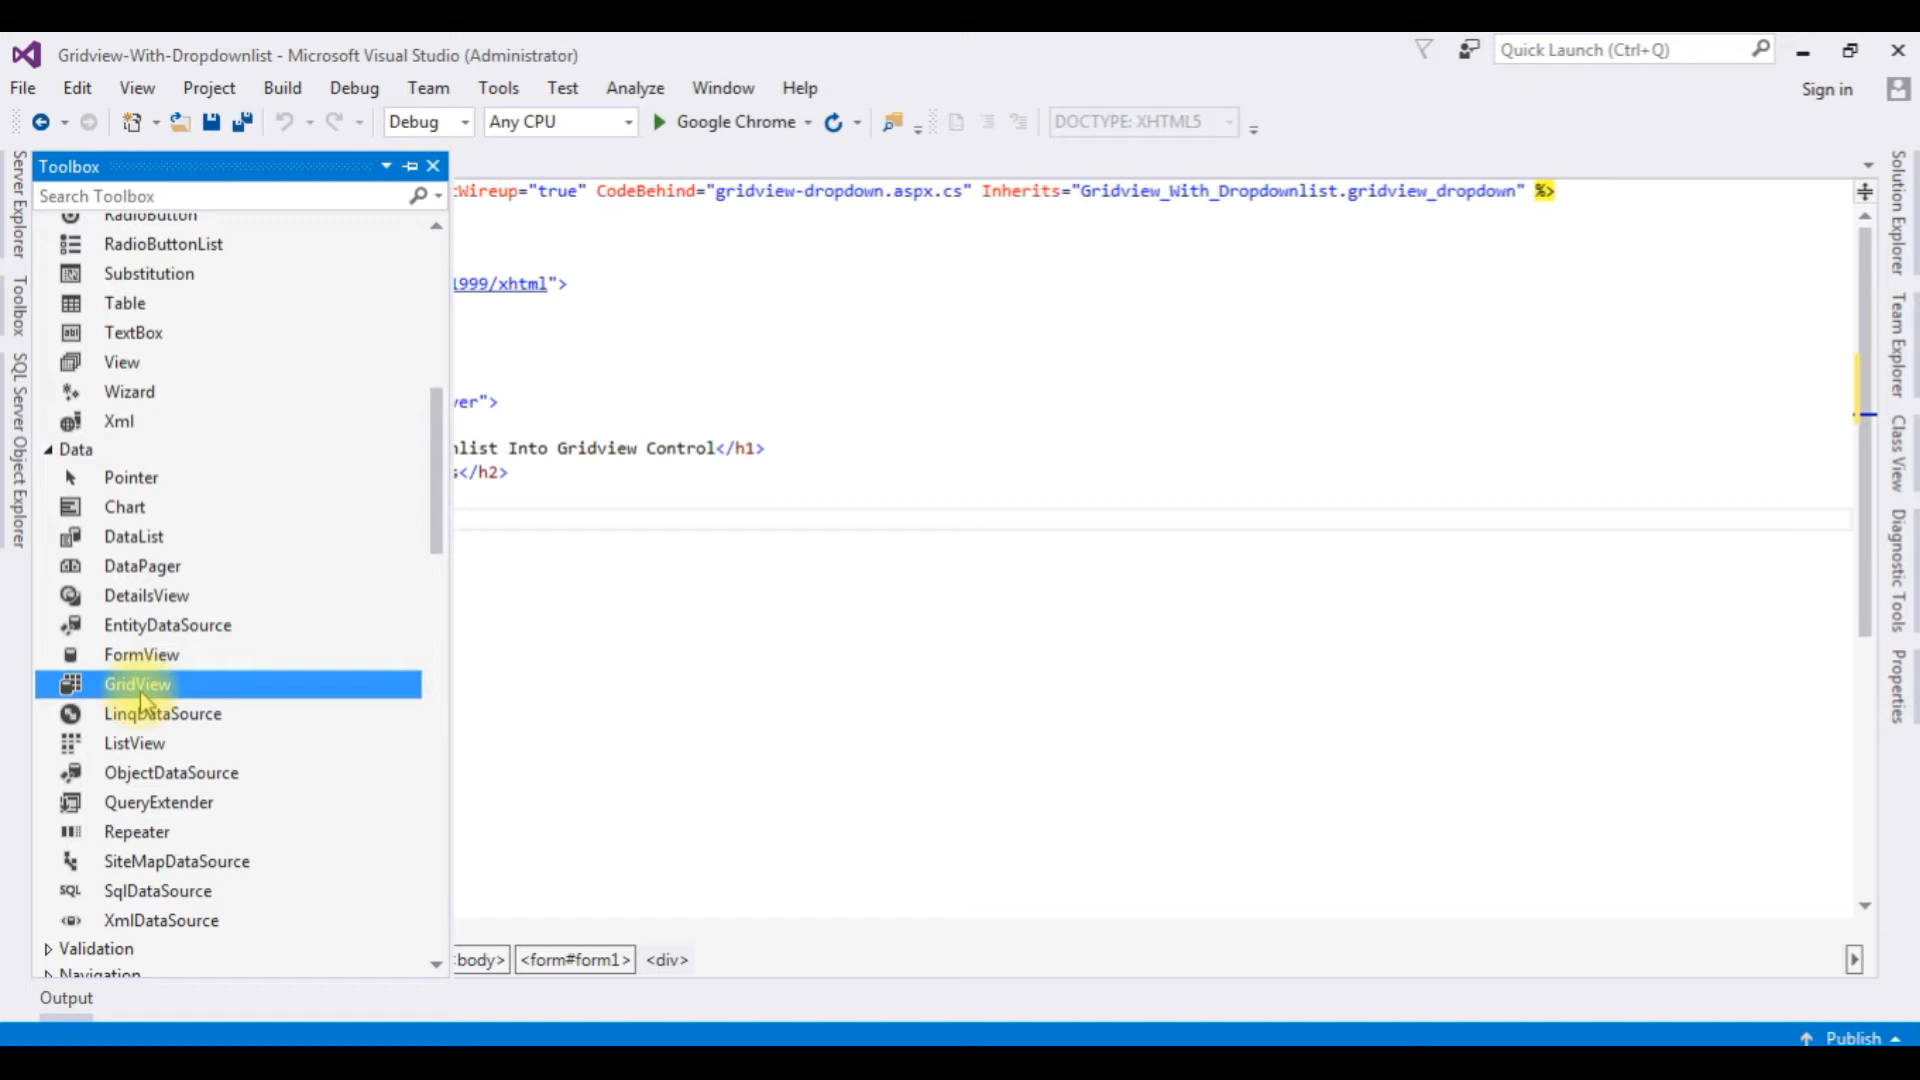 Gridview-With-Dropdownlist - Microsoft Visual Studio (Administrator)
Quick Launch (Ctrl+Q)
File Edit View Project Build Debug Team Tools Test Analyze Window Help
Sign in
Debug Any CPU Google Chrome DOCTYPE: XHTML5
Server Explorer
Toolbox
SQL Server Object Explorer
Toolbox
Search Toolbox
RadioButton
RadioButtonList
Substitution
Table
TextBox
View
Wizard
Xml
Data
Pointer
Chart
DataList
DataPager
DetailsView
EntityDataSource
FormView
GridView
LinqDataSource
ListView
ObjectDataSource
QueryExtender
Repeater
SiteMapDataSource
SQL SqlDataSource
XmlDataSource
Validation
Navigation
tWireup="true" CodeBehind="gridview-dropdown.aspx.cs" Inherits="Gridview_With_Dropdownlist.gridview_dropdown" %>
1999/xhtml">
ver">
nlist Into Gridview Control</h1>
s</h2>
body> <form#form1> <div>
Solution Explorer
Team Explorer
Class View
Diagnostic Tools
Properties
Output
Publish